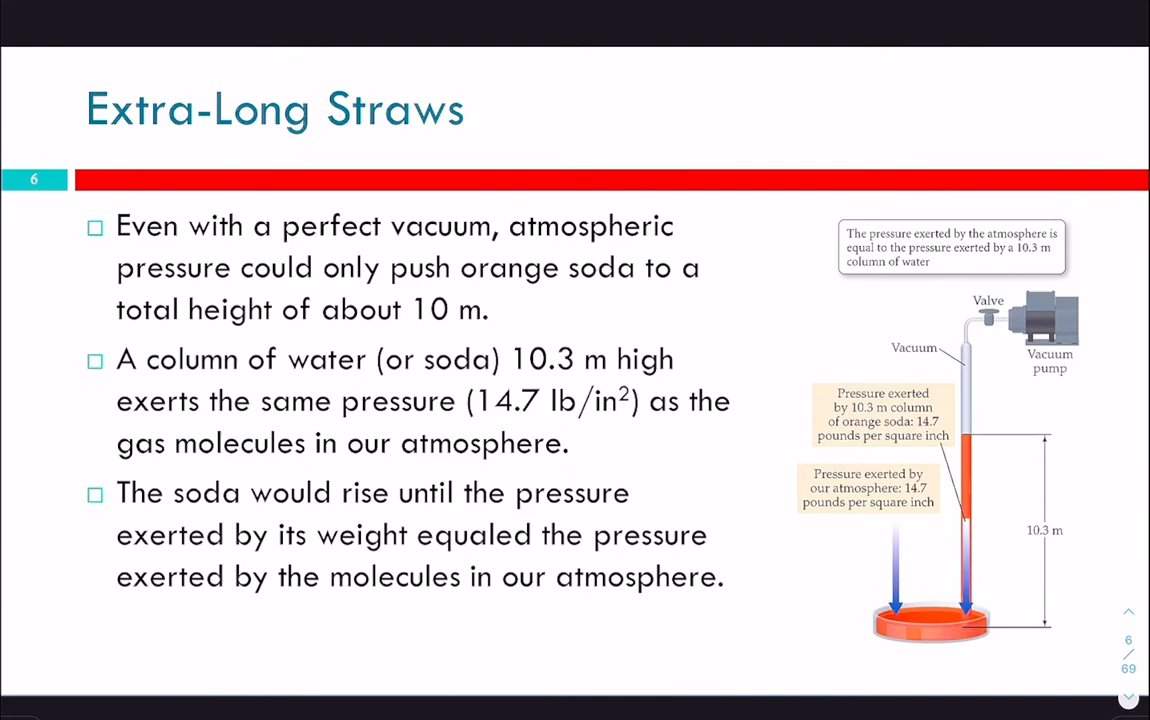 Extra-Long Straws
6
□ Even with a perfect vacuum, atmospheric
pressure could only push orange soda to a
total height of about 10 m.
□ A column of water (or soda) 10.3 m high
exerts the same pressure (14.7 lb/in²) as the
gas molecules in our atmosphere.
□ The soda would rise until the pressure
exerted by its weight equaled the pressure
exerted by the molecules in our atmosphere.
The pressure exerted by the atmosphere is
equal to the pressure exerted by a 10.3 m
column of water
Valve
Vacuum
Vacuum
pump
Pressure exerted
by 10.3 m column
of orange soda: 14.7
pounds per square inch
Pressure exerted by
our atmosphere: 14.7
pounds per square inch
10.3 m
6
/
69